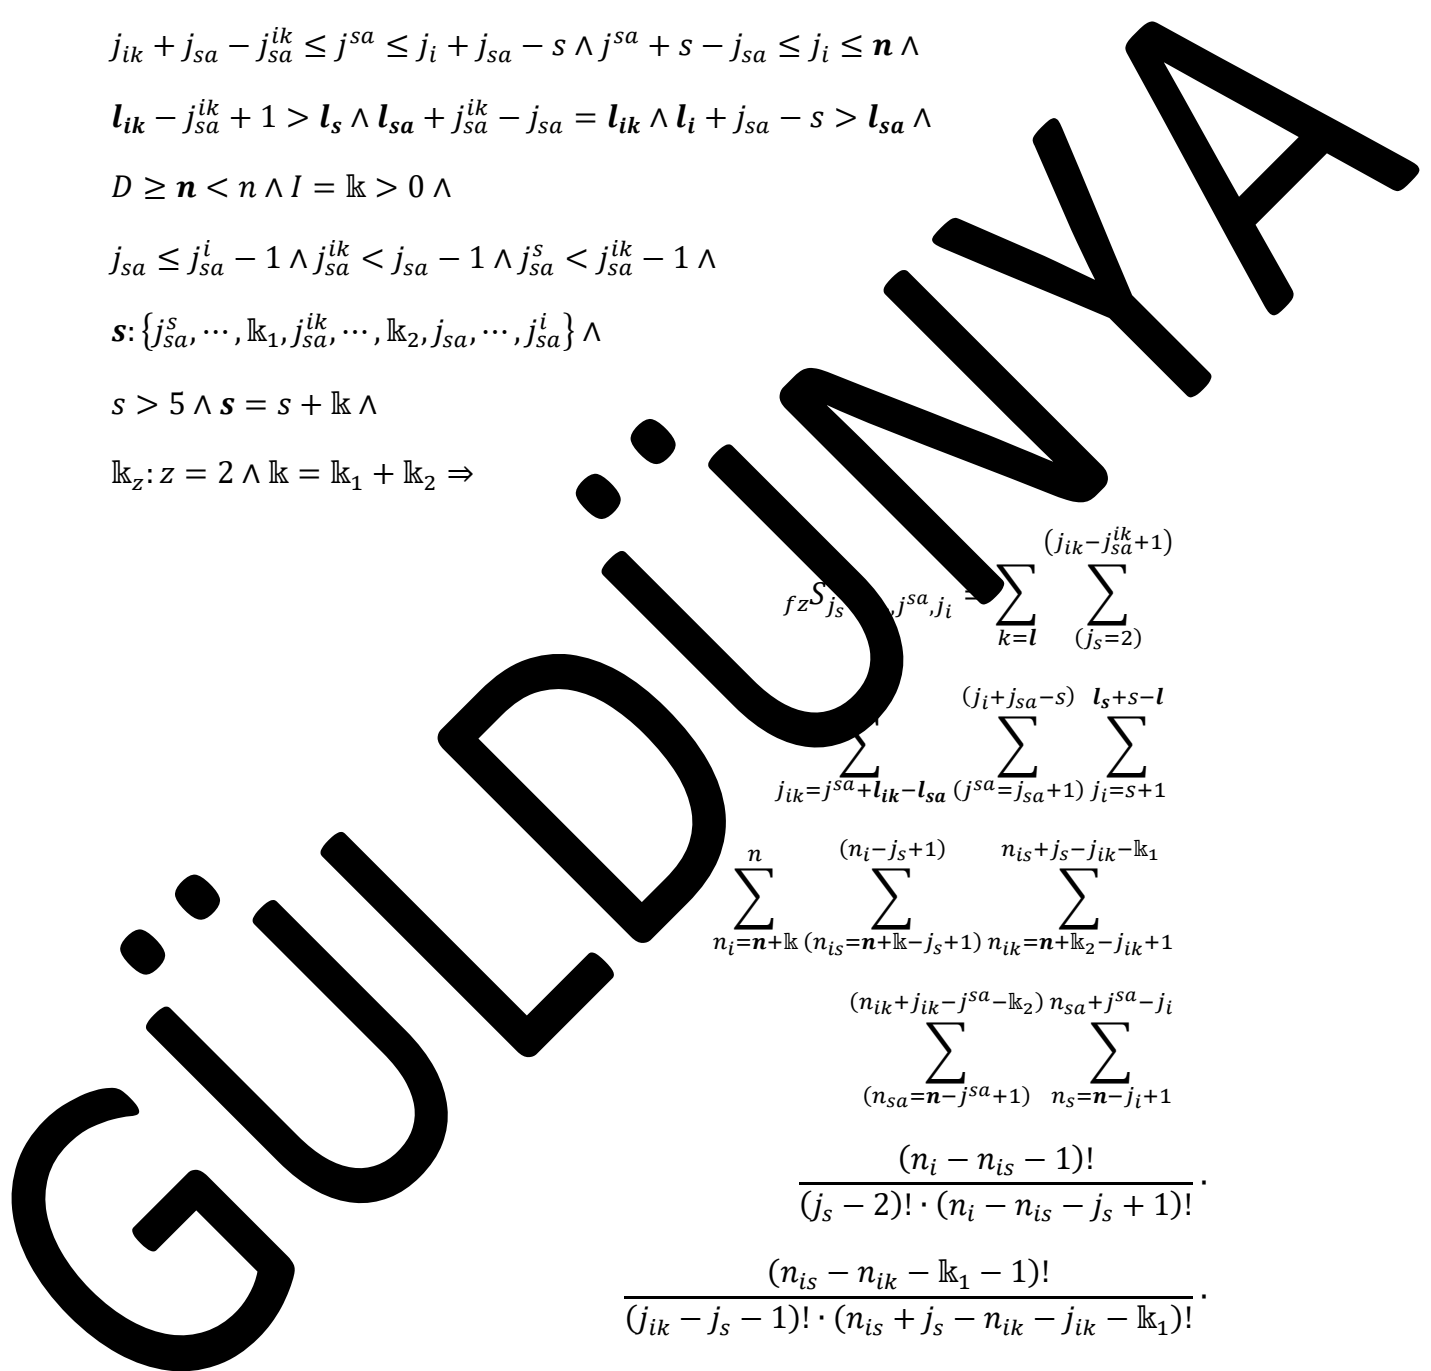 j_{ik} + j_{sa} − j_{sa}^{ik} ≤ j^{sa} ≤ j_i + j_{sa} − s ∧ j^{sa} + s − j_{sa} ≤ j_i ≤ n ∧
l_{ik} − j_{sa}^{ik} + 1 > l_s ∧ l_{sa} + j_{sa}^{ik} − j_{sa} = l_{ik} ∧ l_i + j_{sa} − s > l_{sa} ∧
D ≥ n < n ∧ I = 𝕜 > 0 ∧
j_{sa} ≤ j_{sa}^i − 1 ∧ j_{sa}^{ik} < j_{sa} − 1 ∧ j_{sa}^s < j_{sa}^{ik} − 1 ∧
s: {j_{sa}^s, ⋯, 𝕜_1, j_{sa}^{ik}, ⋯, 𝕜_2, j_{sa}, ⋯, j_{sa}^i} ∧
s > 5 ∧ s = s + 𝕜 ∧
𝕜_z: z = 2 ∧ 𝕜 = 𝕜_1 + 𝕜_2 ⇒
_{fz}S_{j_s ,j^{sa},j_i} = ∑_{k=l} ∑_{(j_s=2)}^{(j_{ik}−j_{sa}^{ik}+1)}
∑_{j_{ik}=j^{sa}+l_{ik}−l_{sa}} ∑_{(j^{sa}=j_{sa}+1)}^{(j_i+j_{sa}−s)} ∑_{j_i=s+1}^{l_s+s−l}
∑_{n_i=n+𝕜}^{n} ∑_{(n_{is}=n+𝕜−j_s+1)}^{(n_i−j_s+1)} ∑_{n_{ik}=n+𝕜_2−j_{ik}+1}^{n_{is}+j_s−j_{ik}−𝕜_1}
∑_{(n_{sa}=n−j^{sa}+1)}^{(n_{ik}+j_{ik}−j^{sa}−𝕜_2)} ∑_{n_s=n−j_i+1}^{n_{sa}+j^{sa}−j_i}
(n_i − n_{is} − 1)! / ((j_s − 2)! · (n_i − n_{is} − j_s + 1)!) ·
(n_{is} − n_{ik} − 𝕜_1 − 1)! / ((j_{ik} − j_s − 1)! · (n_{is} + j_s − n_{ik} − j_{ik} − 𝕜_1)!) ·
GÜLDÜNYA